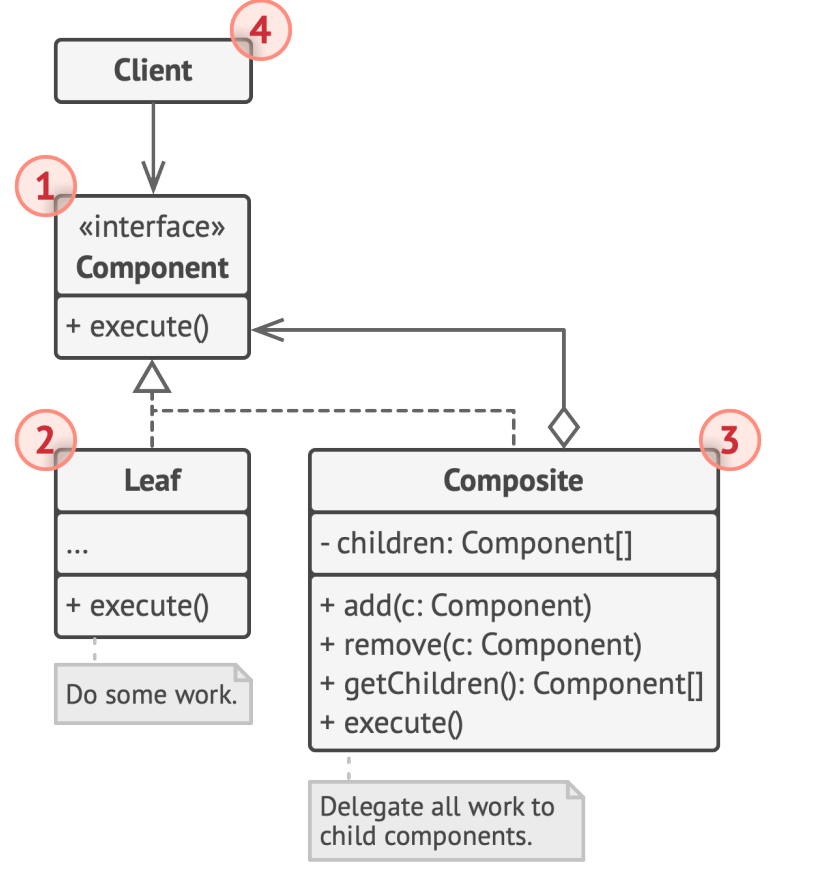 4
Client
1
«interface»
Component
+ execute()
2
Leaf
...
+ execute()
Do some work.
3
Composite
- children: Component[]
+ add(c: Component)
+ remove(c: Component)
+ getChildren(): Component[]
+ execute()
Delegate all work to
child components.